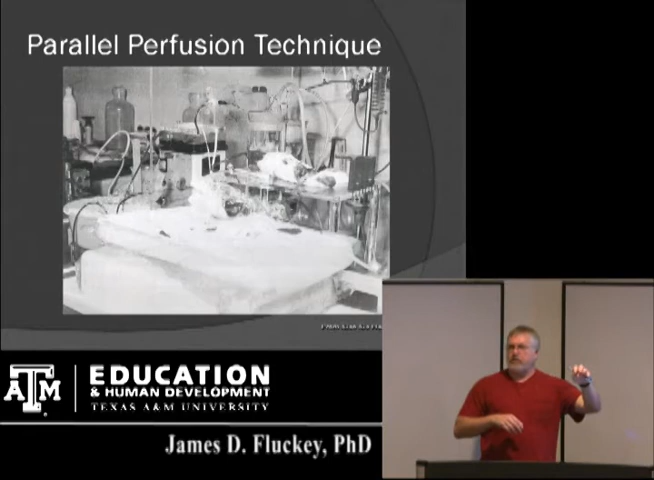 Parallel Perfusion Technique
A M
EDUCATION
& HUMAN DEVELOPMENT
TEXAS A&M UNIVERSITY
James D. Fluckey, PhD